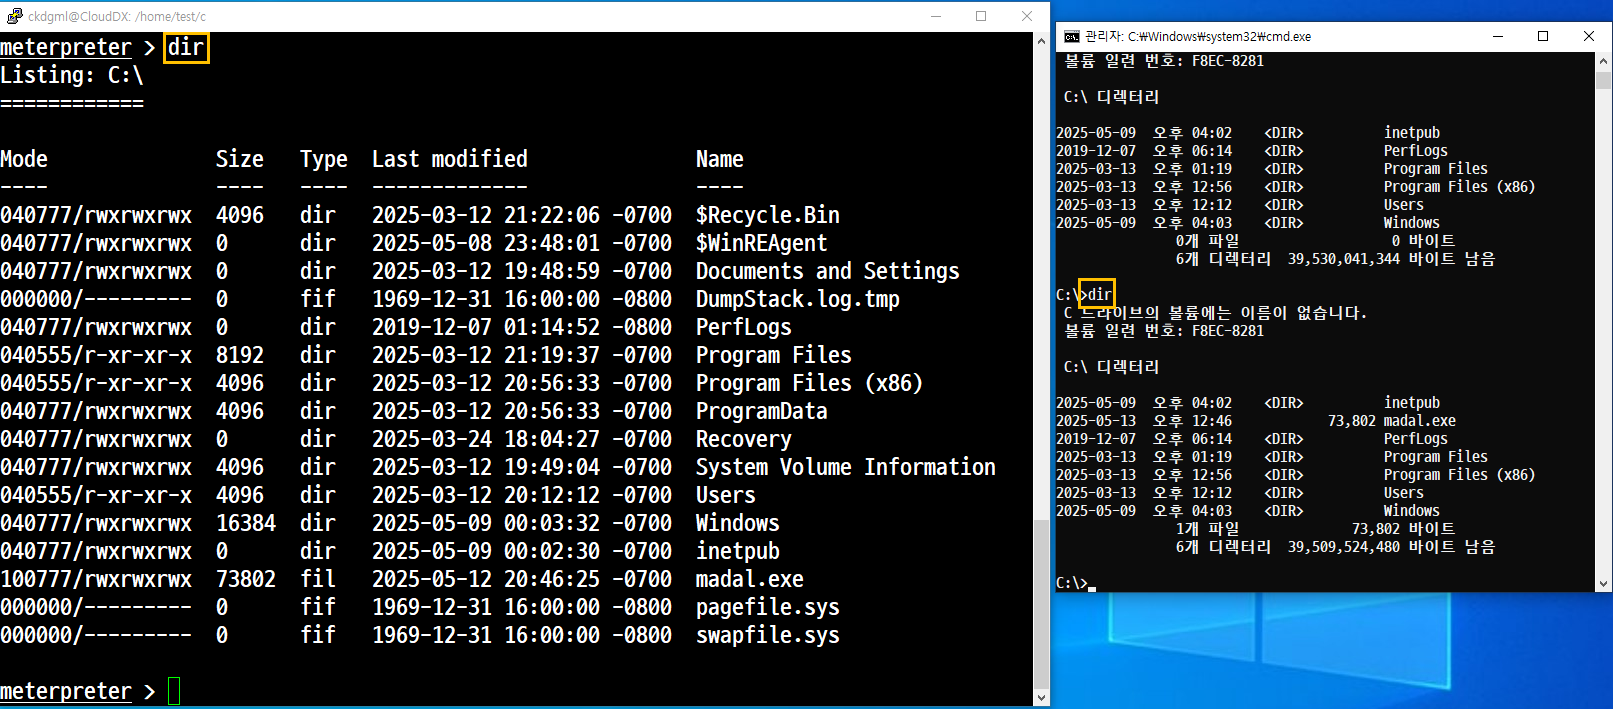 ckdgml@CloudDX: /home/test/c
meterpreter > dir
Listing: C:\
============
Mode Size Type Last modified Name
---- ---- ---- ------------- ----
040777/rwxrwxrwx 4096 dir 2025-03-12 21:22:06 -0700 $Recycle.Bin
040777/rwxrwxrwx 0 dir 2025-05-08 23:48:01 -0700 $WinREAgent
040777/rwxrwxrwx 0 dir 2025-03-12 19:48:59 -0700 Documents and Settings
000000/--------- 0 fif 1969-12-31 16:00:00 -0800 DumpStack.log.tmp
040777/rwxrwxrwx 0 dir 2019-12-07 01:14:52 -0800 PerfLogs
040555/r-xr-xr-x 8192 dir 2025-03-12 21:19:37 -0700 Program Files
040555/r-xr-xr-x 4096 dir 2025-03-12 20:56:33 -0700 Program Files (x86)
040777/rwxrwxrwx 4096 dir 2025-03-12 20:56:33 -0700 ProgramData
040777/rwxrwxrwx 0 dir 2025-03-24 18:04:27 -0700 Recovery
040777/rwxrwxrwx 4096 dir 2025-03-12 19:49:04 -0700 System Volume Information
040555/r-xr-xr-x 4096 dir 2025-03-12 20:12:12 -0700 Users
040777/rwxrwxrwx 16384 dir 2025-05-09 00:03:32 -0700 Windows
040777/rwxrwxrwx 0 dir 2025-05-09 00:02:30 -0700 inetpub
100777/rwxrwxrwx 73802 fil 2025-05-12 20:46:25 -0700 madal.exe
000000/--------- 0 fif 1969-12-31 16:00:00 -0800 pagefile.sys
000000/--------- 0 fif 1969-12-31 16:00:00 -0800 swapfile.sys
meterpreter >
관리자: C:\Windows\system32\cmd.exe
볼륨 일련 번호: F8EC-8281
C:\ 디렉터리
2025-05-09 오후 04:02 <DIR> inetpub
2019-12-07 오후 06:14 <DIR> PerfLogs
2025-03-13 오후 01:19 <DIR> Program Files
2025-03-13 오후 12:56 <DIR> Program Files (x86)
2025-03-13 오후 12:12 <DIR> Users
2025-05-09 오후 04:03 <DIR> Windows
0개 파일 0 바이트
6개 디렉터리 39,530,041,344 바이트 남음
C:\>dir
C 드라이브의 볼륨에는 이름이 없습니다.
볼륨 일련 번호: F8EC-8281
C:\ 디렉터리
2025-05-09 오후 04:02 <DIR> inetpub
2025-05-13 오후 12:46 73,802 madal.exe
2019-12-07 오후 06:14 <DIR> PerfLogs
2025-03-13 오후 01:19 <DIR> Program Files
2025-03-13 오후 12:56 <DIR> Program Files (x86)
2025-03-13 오후 12:12 <DIR> Users
2025-05-09 오후 04:03 <DIR> Windows
1개 파일 73,802 바이트
6개 디렉터리 39,509,524,480 바이트 남음
C:\>